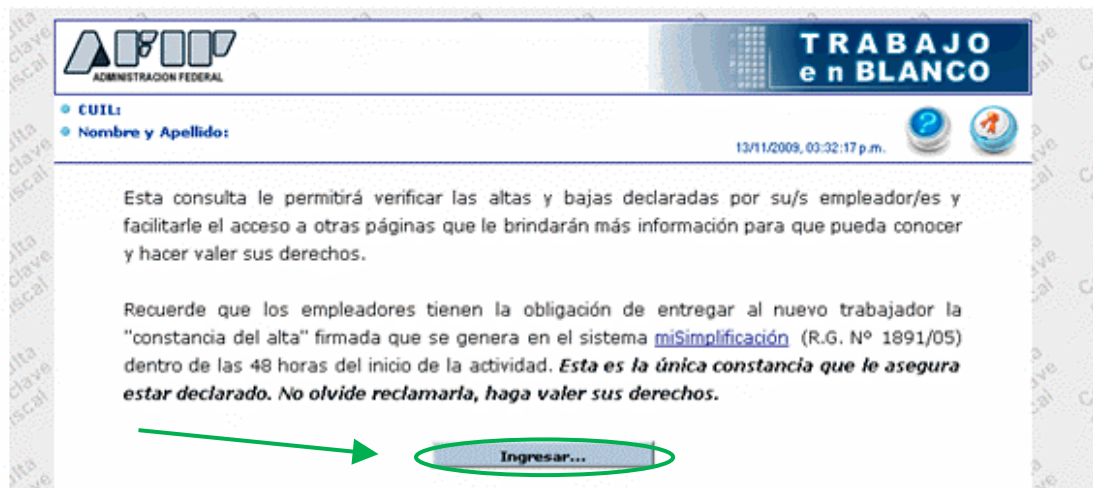 AFIP
ADMINISTRACION FEDERAL
TRABAJO
en BLANCO
CUIL:
Nombre y Apellido:
13/11/2009, 03:32:17 p.m.
Esta consulta le permitirá verificar las altas y bajas declaradas por su/s empleador/es y
facilitarle el acceso a otras páginas que le brindarán más información para que pueda conocer
y hacer valer sus derechos.
Recuerde que los empleadores tienen la obligación de entregar al nuevo trabajador la
"constancia del alta" firmada que se genera en el sistema miSimplificación (R.G. Nº 1891/05)
dentro de las 48 horas del inicio de la actividad. Esta es la única constancia que le asegura
estar declarado. No olvide reclamarla, haga valer sus derechos.
Ingresar...